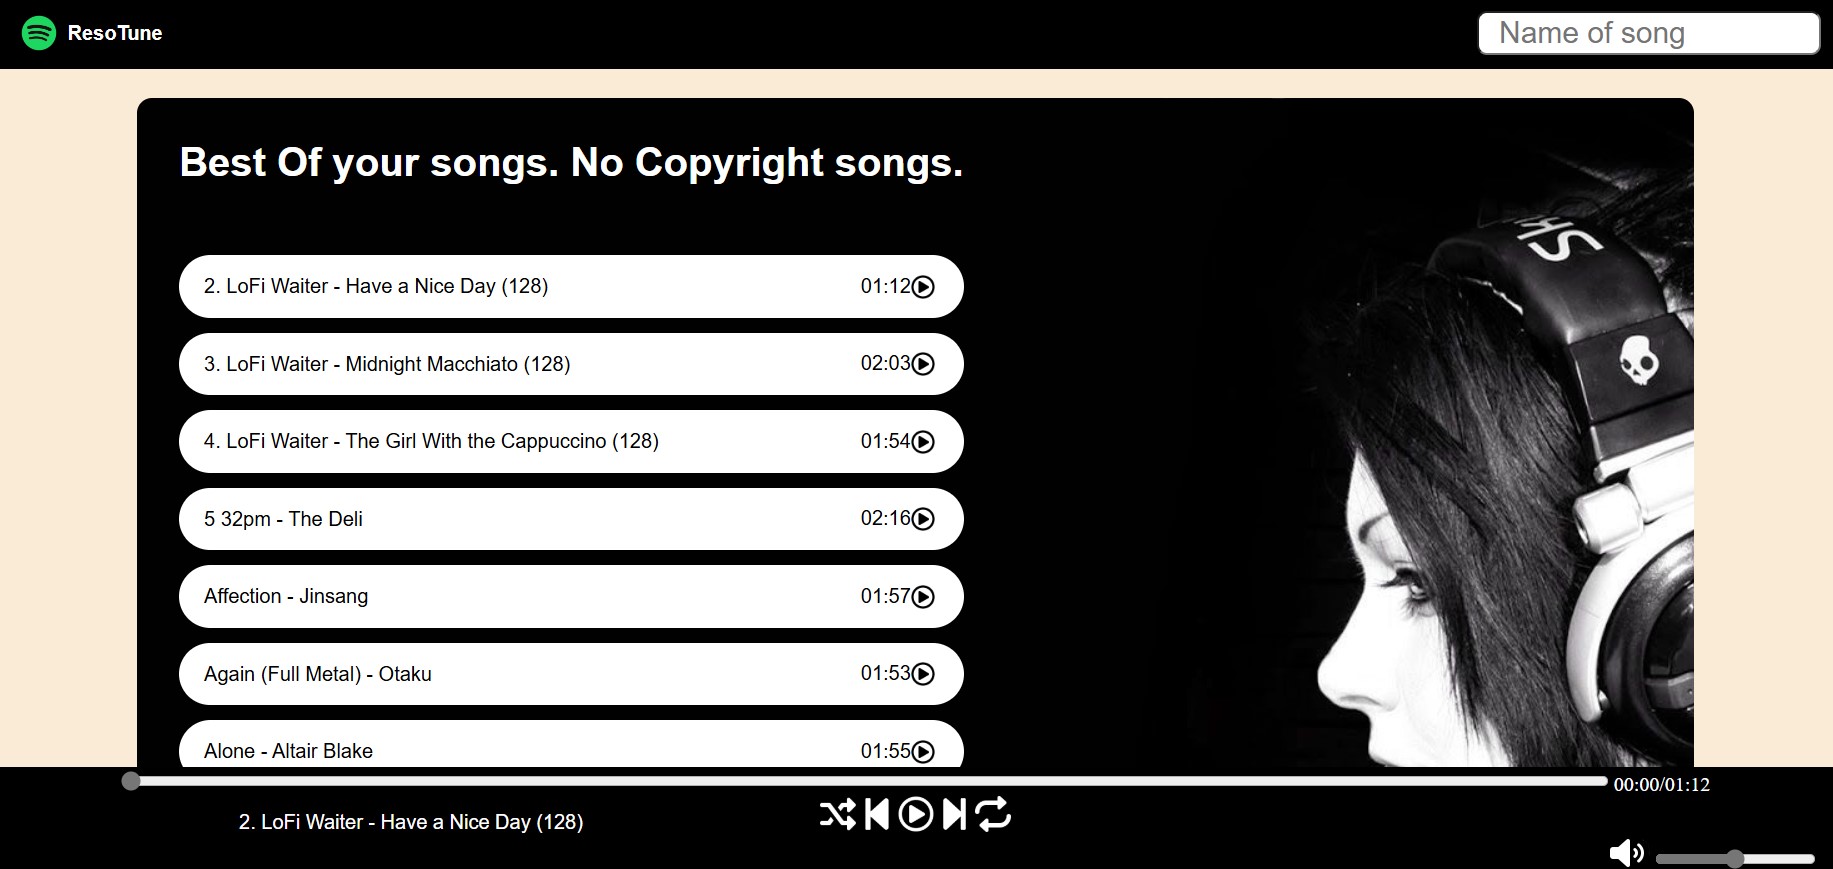 ResoTune
Name of song
Best Of your songs. No Copyright songs.
2. LoFi Waiter - Have a Nice Day (128) 01:12
3. LoFi Waiter - Midnight Macchiato (128) 02:03
4. LoFi Waiter - The Girl With the Cappuccino (128) 01:54
5 32pm - The Deli 02:16
Affection - Jinsang 01:57
Again (Full Metal) - Otaku 01:53
Alone - Altair Blake 01:55
00:00/01:12
2. LoFi Waiter - Have a Nice Day (128)